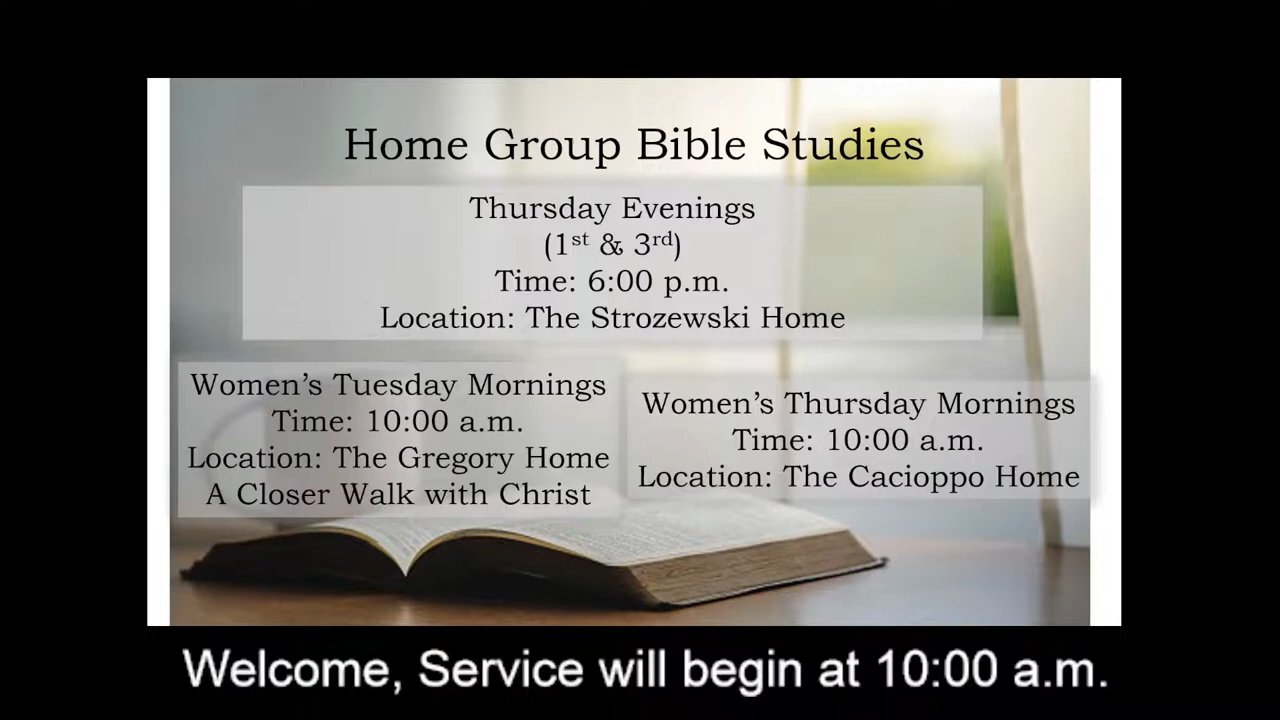 Home Group Bible Studies
Thursday Evenings
(1st & 3rd)
Time: 6:00 p.m.
Location: The Strozewski Home
Women’s Tuesday Mornings
Time: 10:00 a.m.
Location: The Gregory Home
A Closer Walk with Christ
Women’s Thursday Mornings
Time: 10:00 a.m.
Location: The Cacioppo Home
Welcome, Service will begin at 10:00 a.m.